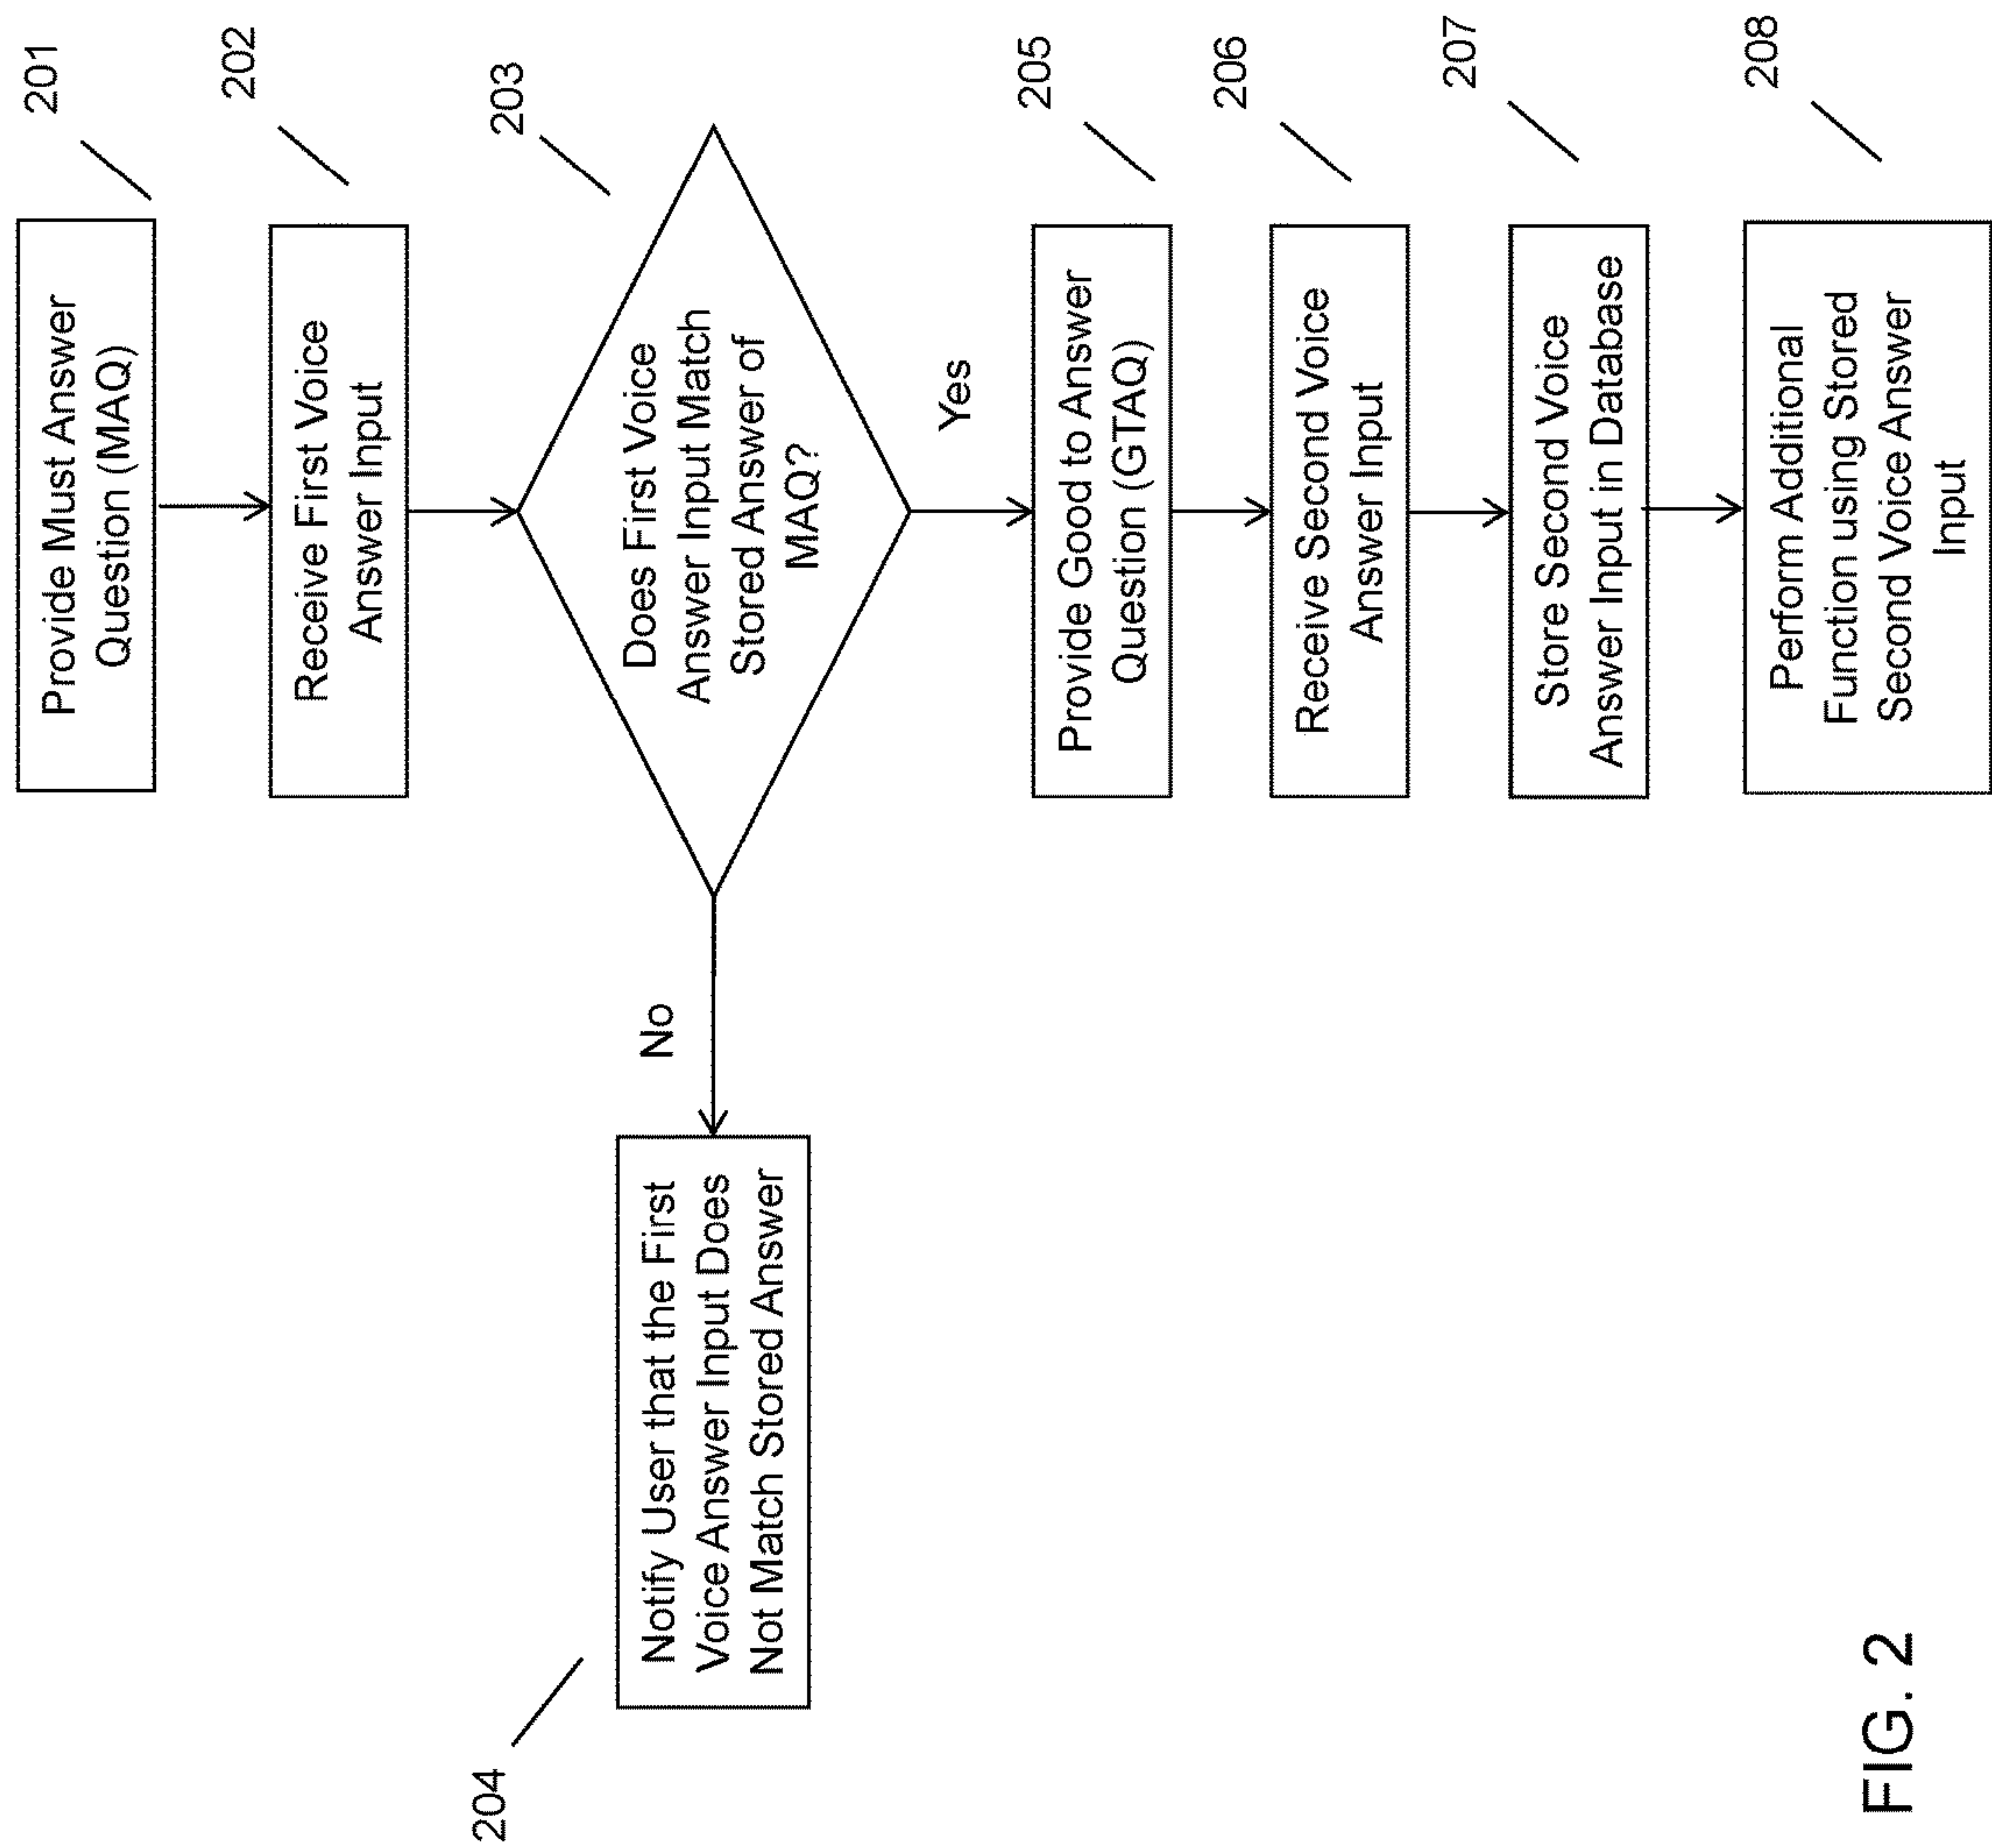 Provide Must Answer
Question (MAQ)
201
Receive First Voice
Answer Input
202
Does First Voice
Answer Input Match
Stored Answer of
MAQ?
203
No
Notify User that the First
Voice Answer Input Does
Not Match Stored Answer
204
Yes
Provide Good to Answer
Question (GTAQ)
205
Receive Second Voice
Answer Input
206
Store Second Voice
Answer Input in Database
207
Perform Additional
Function using Stored
Second Voice Answer
Input
208
FIG. 2